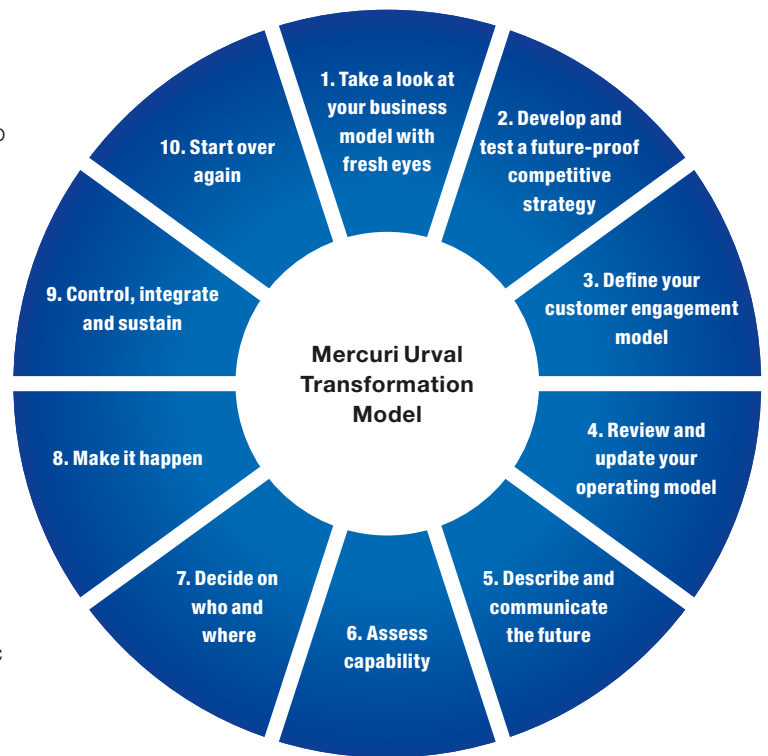 1. Take a look at
your business
model with
fresh eyes
2. Develop and
test a future-proof
competitive
strategy
3. Define your
customer engagement
model
4. Review and
update your
operating model
5. Describe and
communicate
the future
6. Assess
capability
7. Decide on
who and
where
8. Make it happen
9. Control, integrate
and sustain
10. Start over
again
Mercuri Urval
Transformation
Model